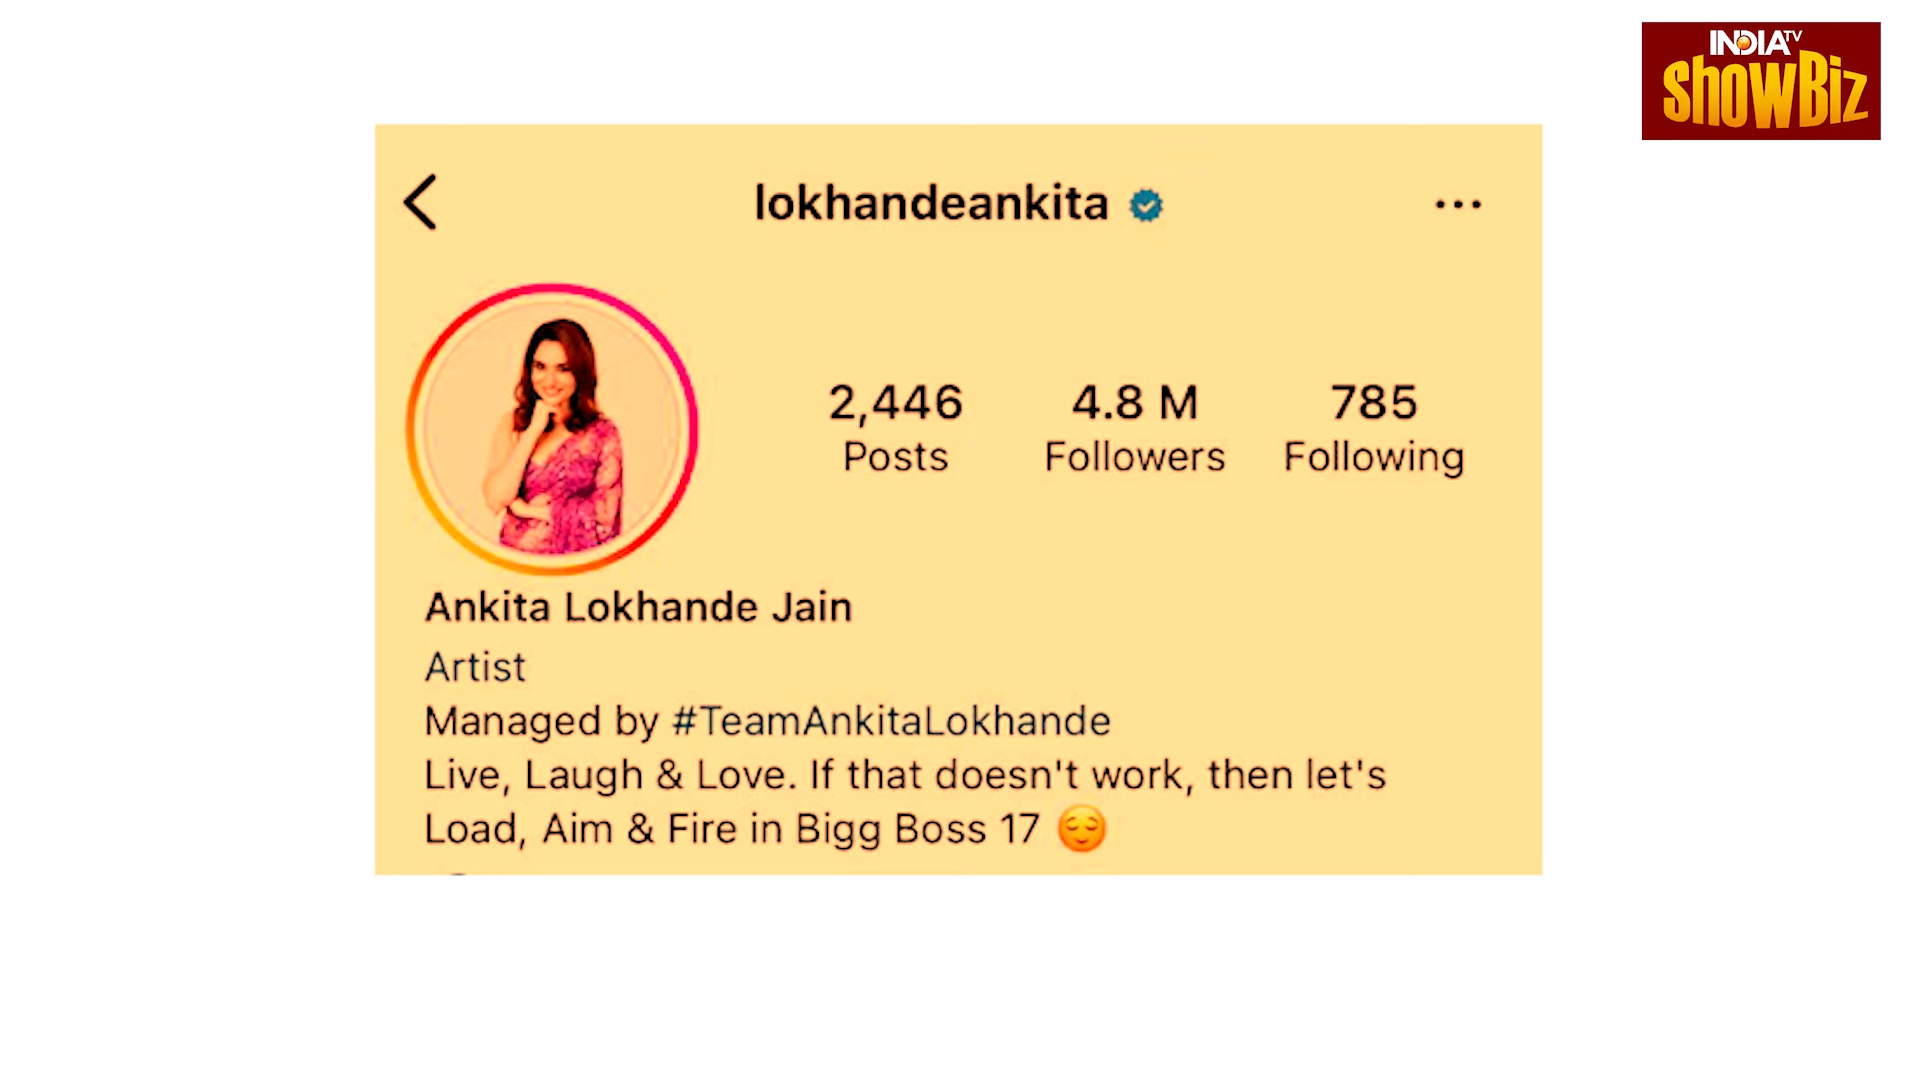 INDIA TV
ShowBiz
lokhandeankita
2,446
Posts
4.8 M
Followers
785
Following
Ankita Lokhande Jain
Artist
Managed by #TeamAnkitaLokhande
Live, Laugh & Love. If that doesn't work, then let's
Load, Aim & Fire in Bigg Boss 17 😌